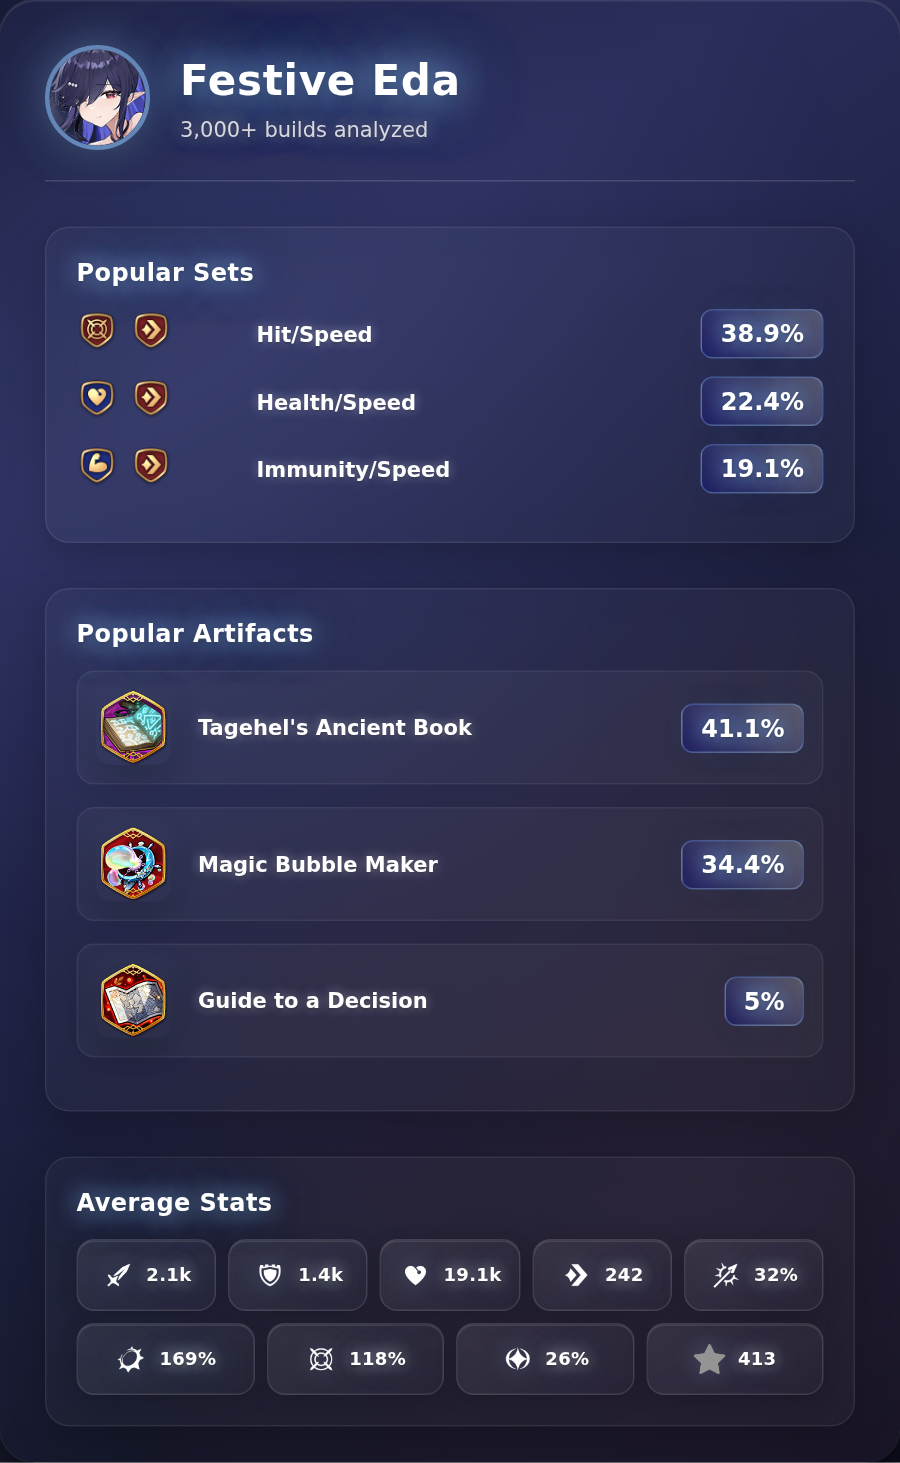 Festive Eda
3,000+ builds analyzed
Popular Sets
Hit/Speed 38.9%
Health/Speed 22.4%
Immunity/Speed 19.1%
Popular Artifacts
Tagehel's Ancient Book 41.1%
Magic Bubble Maker 34.4%
Guide to a Decision 5%
Average Stats
2.1k 1.4k 19.1k 242 32%
169% 118% 26% 413